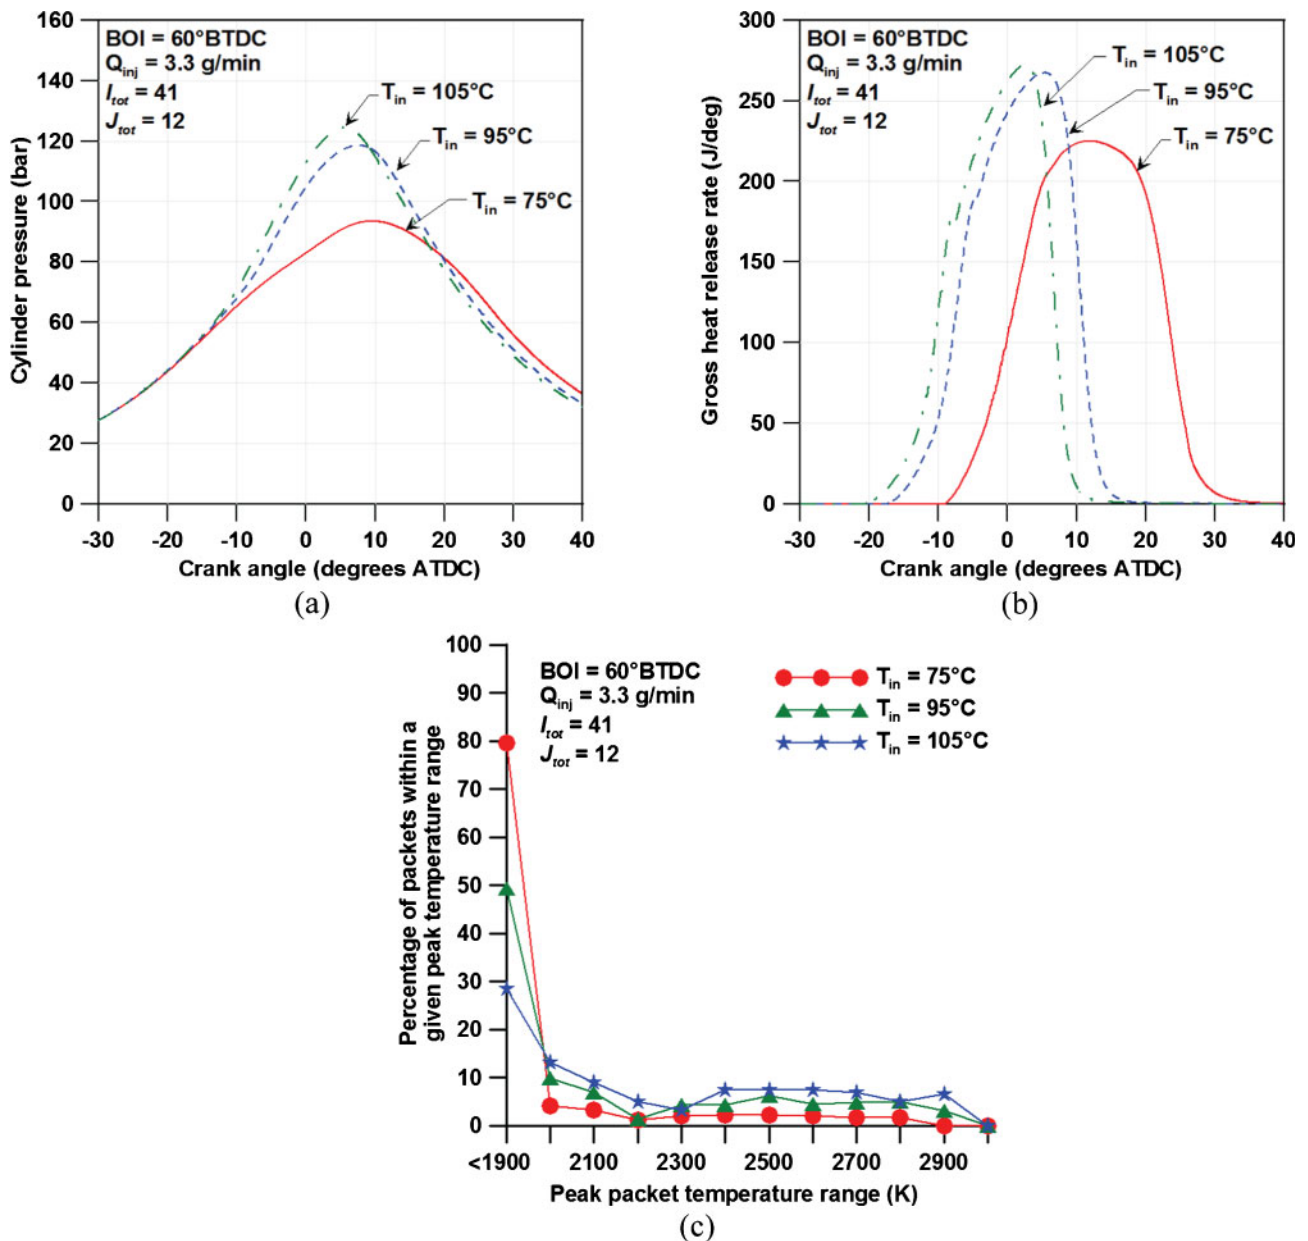 160
140
120
100
80
60
40
20
0
Cylinder pressure (bar)
BOI = 60°BTDC
Qinj = 3.3 g/min
Itot = 41
Jtot = 12
Tin = 105°C
Tin = 95°C
Tin = 75°C
-30 -20 -10 0 10 20 30 40
Crank angle (degrees ATDC)
(a)
300
250
200
150
100
50
0
Gross heat release rate (J/deg)
BOI = 60°BTDC
Qinj = 3.3 g/min
Itot = 41
Jtot = 12
Tin = 105°C
Tin = 95°C
Tin = 75°C
-30 -20 -10 0 10 20 30 40
Crank angle (degrees ATDC)
(b)
100
90
80
70
60
50
40
30
20
10
0
Percentage of packets within a
given peak temperature range
BOI = 60°BTDC
Qinj = 3.3 g/min
Itot = 41
Jtot = 12
Tin = 75°C
Tin = 95°C
Tin = 105°C
<1900 2100 2300 2500 2700 2900
Peak packet temperature range (K)
(c)